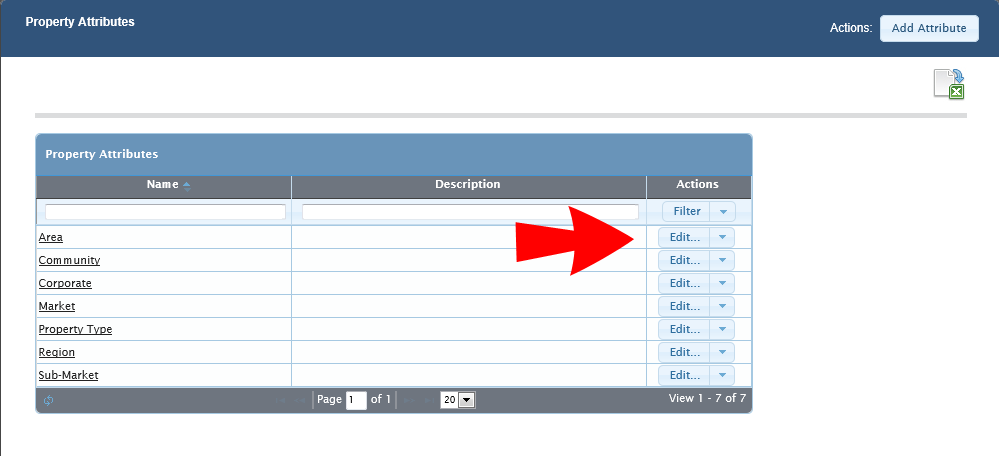 Property Attributes
Actions: Add Attribute
Property Attributes
Name Description Actions
Filter
Area Edit...
Community Edit...
Corporate Edit...
Market Edit...
Property Type Edit...
Region Edit...
Sub-Market Edit...
Page 1 of 1 20 View 1 - 7 of 7